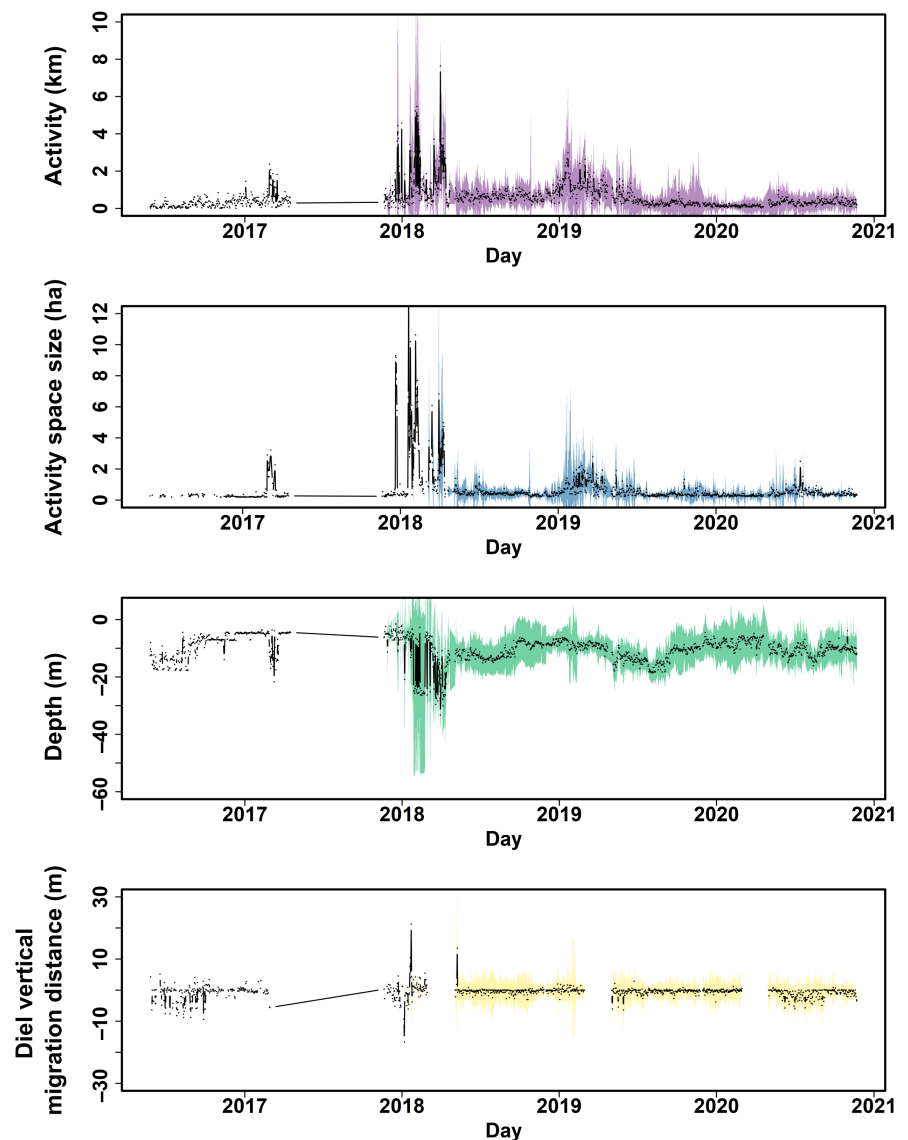 Activity (km)
0 2 4 6 8 10
2017 2018 2019 2020 2021
Day
Activity space size (ha)
0 2 4 6 8 10 12
2017 2018 2019 2020 2021
Day
Depth (m)
−60 −40 −20 0
2017 2018 2019 2020 2021
Day
Diel vertical
migration distance (m)
−30 −10 0 10 30
2017 2018 2019 2020 2021
Day